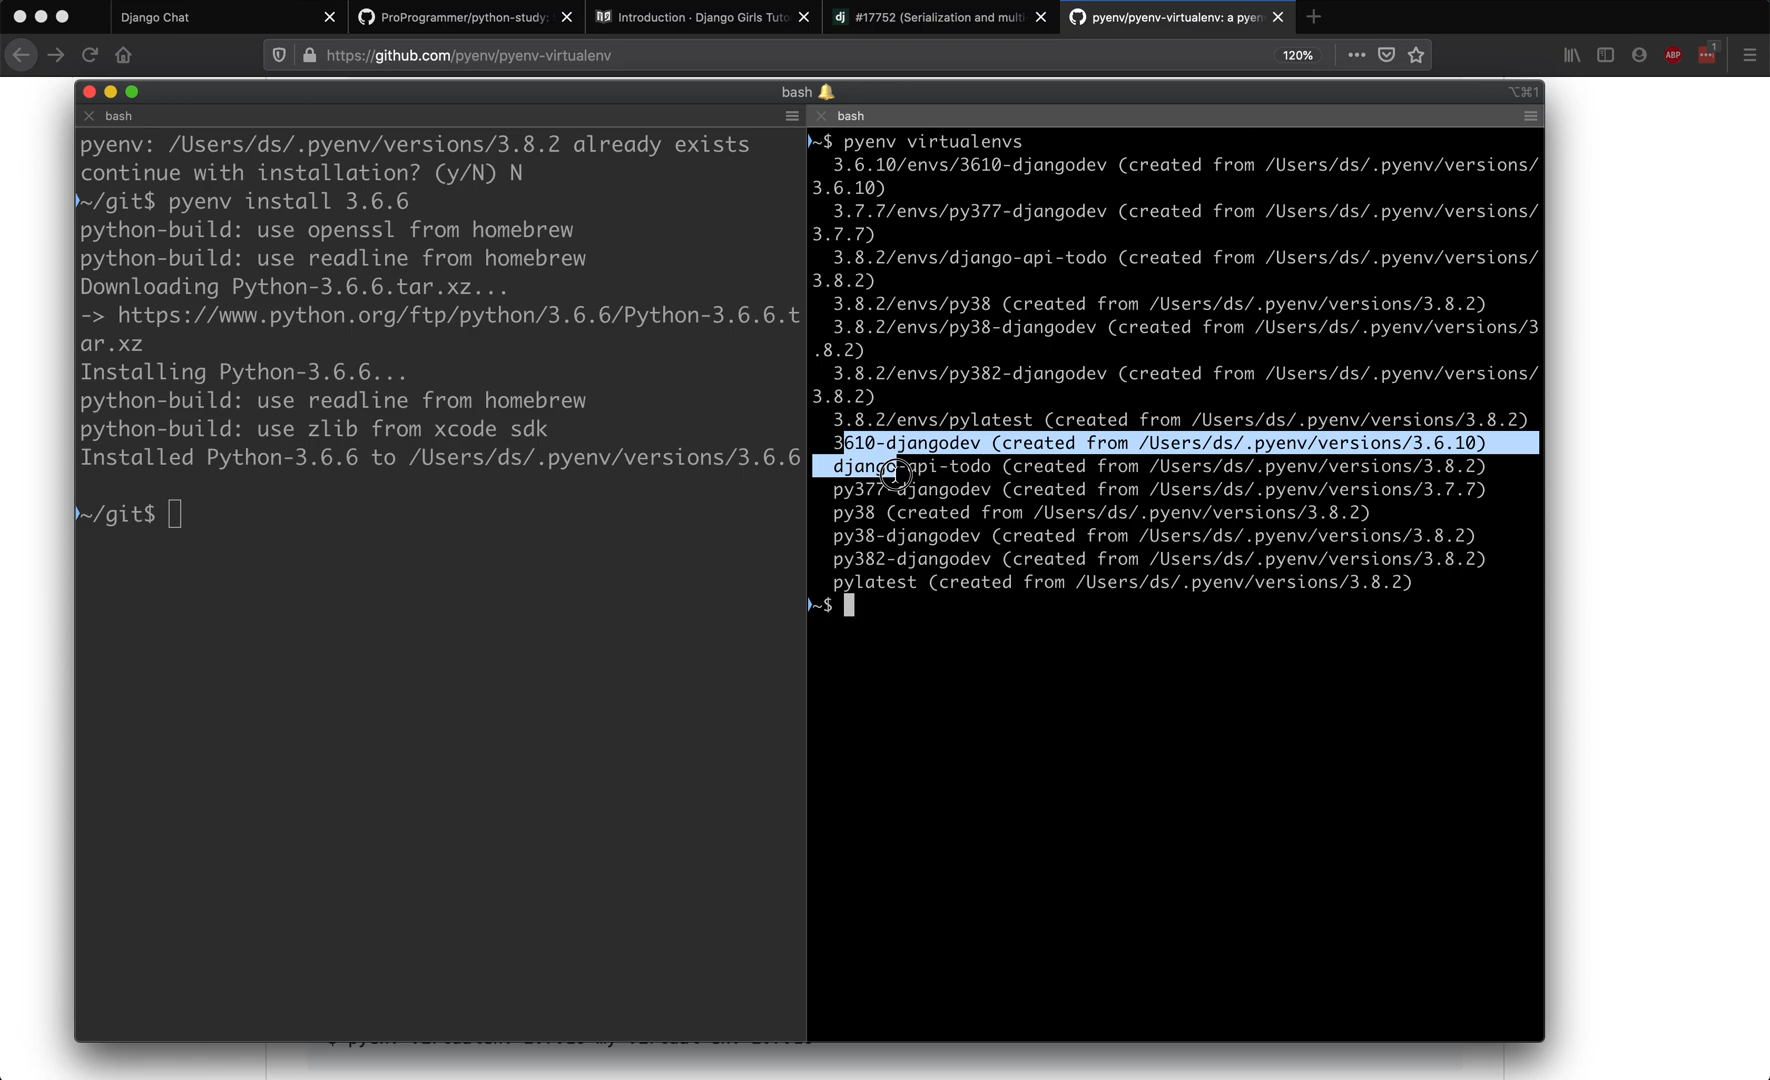 Django Chat
ProProgrammer/python-study:
Introduction · Django Girls Tuto
dj #17752 (Serialization and multi-
pyenv/pyenv-virtualenv: a pyen
https://github.com/pyenv/pyenv-virtualenv
120%
ABP
1
bash 🔔
⌥⌘1
bash
pyenv: /Users/ds/.pyenv/versions/3.8.2 already exists
continue with installation? (y/N) N
~/git$ pyenv install 3.6.6
python-build: use openssl from homebrew
python-build: use readline from homebrew
Downloading Python-3.6.6.tar.xz...
-> https://www.python.org/ftp/python/3.6.6/Python-3.6.6.t
ar.xz
Installing Python-3.6.6...
python-build: use readline from homebrew
python-build: use zlib from xcode sdk
Installed Python-3.6.6 to /Users/ds/.pyenv/versions/3.6.6
~/git$
bash
~$ pyenv virtualenvs
3.6.10/envs/3610-djangodev (created from /Users/ds/.pyenv/versions/
3.6.10)
3.7.7/envs/py377-djangodev (created from /Users/ds/.pyenv/versions/
3.7.7)
3.8.2/envs/django-api-todo (created from /Users/ds/.pyenv/versions/
3.8.2)
3.8.2/envs/py38 (created from /Users/ds/.pyenv/versions/3.8.2)
3.8.2/envs/py38-djangodev (created from /Users/ds/.pyenv/versions/3
.8.2)
3.8.2/envs/py382-djangodev (created from /Users/ds/.pyenv/versions/
3.8.2)
3.8.2/envs/pylatest (created from /Users/ds/.pyenv/versions/3.8.2)
3610-djangodev (created from /Users/ds/.pyenv/versions/3.6.10)
django-api-todo (created from /Users/ds/.pyenv/versions/3.8.2)
py377-djangodev (created from /Users/ds/.pyenv/versions/3.7.7)
py38 (created from /Users/ds/.pyenv/versions/3.8.2)
py38-djangodev (created from /Users/ds/.pyenv/versions/3.8.2)
py382-djangodev (created from /Users/ds/.pyenv/versions/3.8.2)
pylatest (created from /Users/ds/.pyenv/versions/3.8.2)
~$